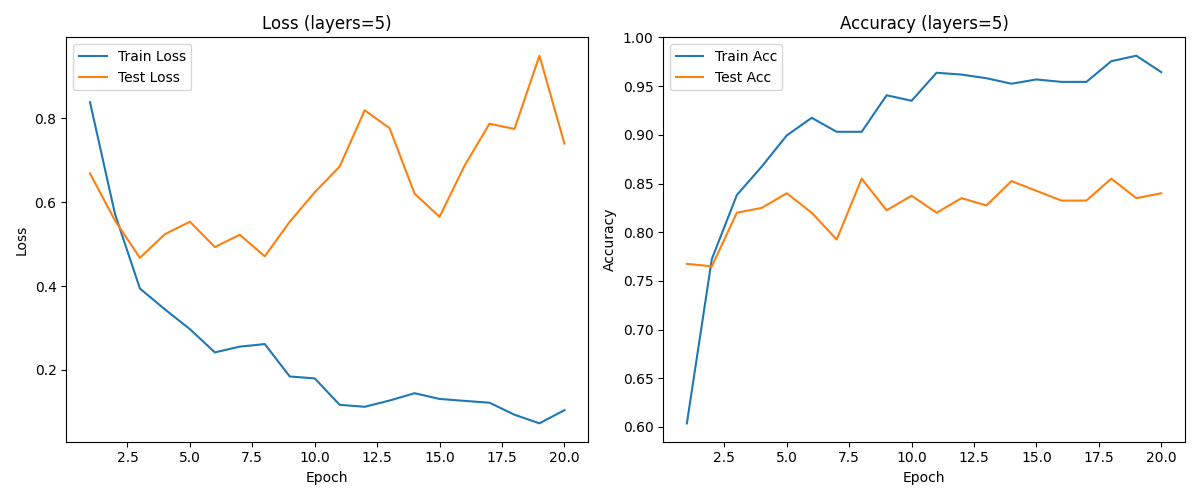 Loss (layers=5)
Train Loss
Test Loss
0.8
0.6
0.4
0.2
Loss
2.5 5.0 7.5 10.0 12.5 15.0 17.5 20.0
Epoch
Accuracy (layers=5)
Train Acc
Test Acc
1.00
0.95
0.90
0.85
0.80
0.75
0.70
0.65
0.60
Accuracy
2.5 5.0 7.5 10.0 12.5 15.0 17.5 20.0
Epoch